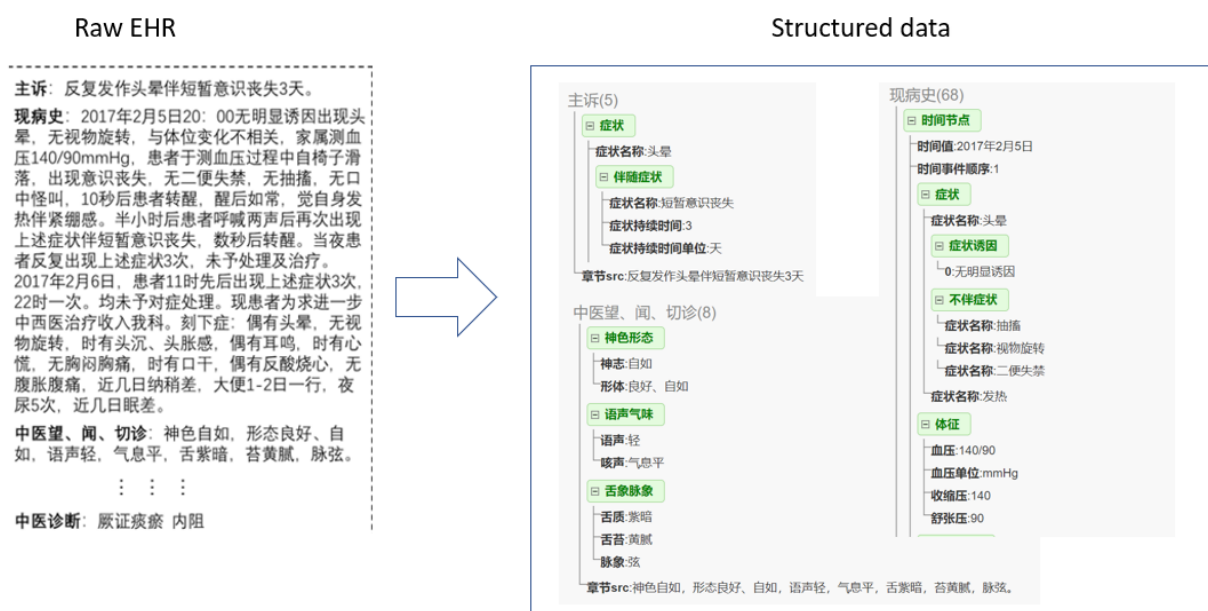 Raw EHR
Structured data
主诉：反复发作头晕伴短暂意识丧失3天。
现病史：2017年2月5日20：00无明显诱因出现头
晕，无视物旋转，与体位变化不相关，家属测血
压140/90mmHg，患者于测血压过程中自椅子滑
落，出现意识丧失，无二便失禁，无抽搐，无口
中怪叫，10秒后患者转醒，醒后如常，觉自身发
热伴紧绷感。半小时后患者呼喊两声后再次出现
上述症状伴短暂意识丧失，数秒后转醒。当夜患
者反复出现上述症状3次，未予处理及治疗。
2017年2月6日，患者11时先后出现上述症状3次，
22时一次。均未予对症处理。现患者为求进一步
中西医治疗收入我科。刻下症：偶有头晕，无视
物旋转，时有头沉、头胀感，偶有耳鸣，时有心
慌，无胸闷胸痛，时有口干，偶有反酸烧心，无
腹胀腹痛，近几日纳稍差，大便1-2日一行，夜
尿5次，近几日眠差。
中医望、闻、切诊：神色自如，形态良好、自
如，语声轻，气息平，舌紫暗，苔黄腻，脉弦。
中医诊断：厥证痰瘀 内阻
主诉(5)
症状
症状名称:头晕
伴随症状
症状名称:短暂意识丧失
症状持续时间:3
症状持续时间单位:天
章节src:反复发作头晕伴短暂意识丧失3天
中医望、闻、切诊(8)
神色形态
神志:自如
形体:良好、自如
语声气味
语声:轻
咳声:气息平
舌象脉象
舌质:紫暗
舌苔:黄腻
脉象:弦
章节src:神色自如，形态良好、自如，语声轻，气息平，舌紫暗，苔黄腻，脉弦。
现病史(68)
时间节点
时间值:2017年2月5日
时间事件顺序:1
症状
症状名称:头晕
症状诱因
0:无明显诱因
不伴症状
症状名称:抽搐
症状名称:视物旋转
症状名称:二便失禁
症状名称:发热
体征
血压:140/90
血压单位:mmHg
收缩压:140
舒张压:90